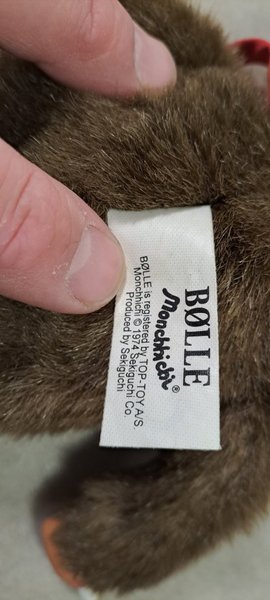 BØLLE
Monchhichi®
BØLLE is registered by TOP-TOY A/S.
Monchhichi © 1974 Sekiguchi Co.
Produced by Sekiguchi